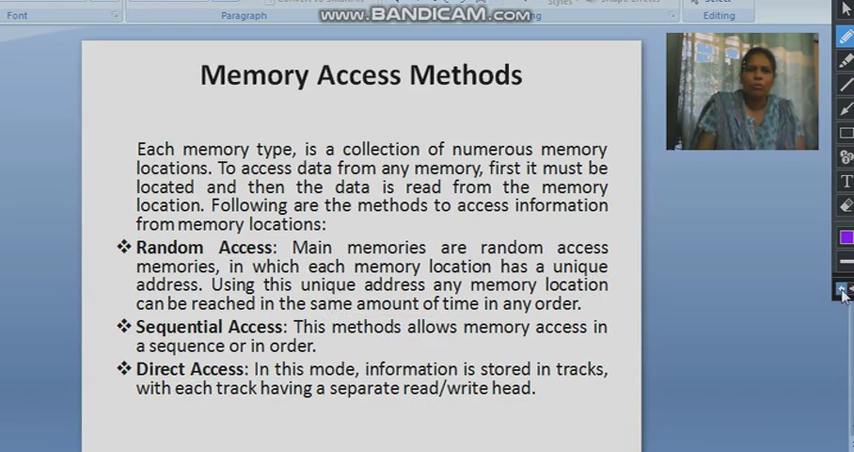 Font
Paragraph
Editing
www.BANDICAM.com
Memory Access Methods
Each memory type, is a collection of numerous memory
locations. To access data from any memory, first it must be
located and then the data is read from the memory
location. Following are the methods to access information
from memory locations:
❖ Random Access: Main memories are random access
memories, in which each memory location has a unique
address. Using this unique address any memory location
can be reached in the same amount of time in any order.
❖ Sequential Access: This methods allows memory access in
a sequence or in order.
❖ Direct Access: In this mode, information is stored in tracks,
with each track having a separate read/write head.
T